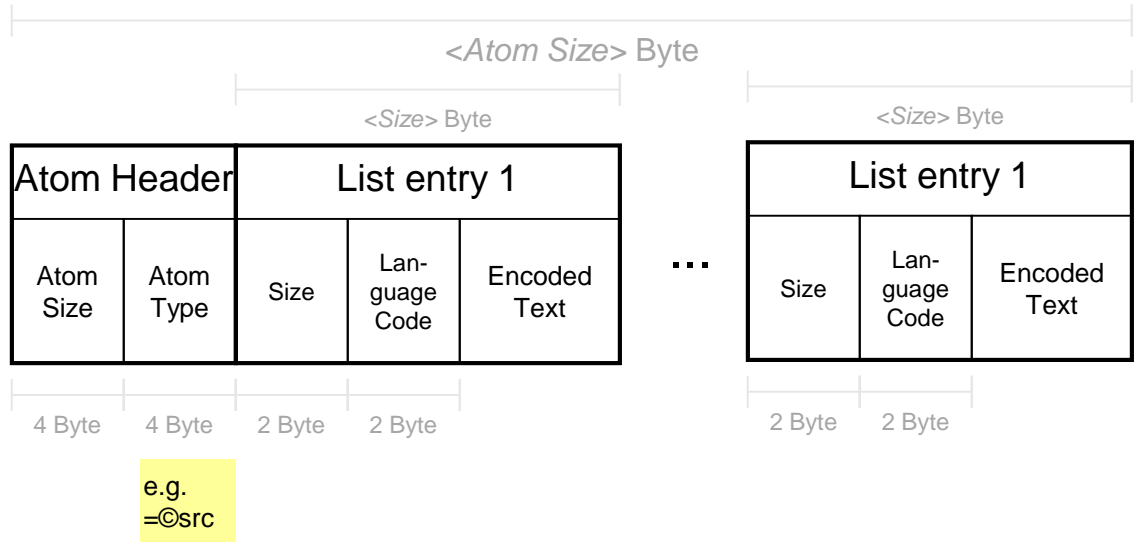 <Atom Size> Byte
<Size> Byte
<Size> Byte
Atom Header
List entry 1
List entry 1
Atom
Size
Atom
Type
Size
Lan-
guage
Code
Encoded
Text
...
Size
Lan-
guage
Code
Encoded
Text
4 Byte
4 Byte
2 Byte
2 Byte
2 Byte
2 Byte
e.g.
=©src